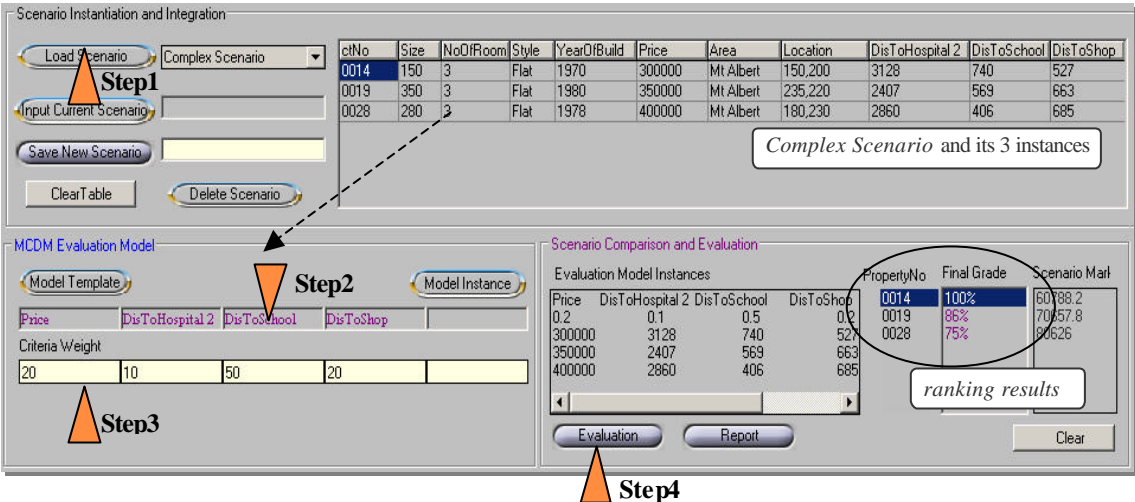 Scenario Instantiation and Integration
Load Scenario Complex Scenario
Step1
Input Current Scenario
Save New Scenario
ClearTable Delete Scenario
ctNo Size NoOfRoom Style YearOfBuild Price Area Location DisToHospital 2 DisToSchool DisToShop
0014 150 3 Flat 1970 300000 Mt Albert 150,200 3128 740 527
0019 350 3 Flat 1980 350000 Mt Albert 235,220 2407 569 663
0028 280 3 Flat 1978 400000 Mt Albert 180,230 2860 406 685
Complex Scenario and its 3 instances
MCDM Evaluation Model
Model Template Step2 Model Instance
Price DisToHospital 2 DisToSchool DisToShop
Criteria Weight
20 10 50 20
Step3
Scenario Comparison and Evaluation
Evaluation Model Instances
Price DisToHospital 2 DisToSchool DisToShop
0.2 0.1 0.5 0.2
300000 3128 740 527
350000 2407 569 663
400000 2860 406 685
PropertyNo Final Grade Scenario Mark
0014 100% 60788.2
0019 86% 70657.8
0028 75% 80626
ranking results
Evaluation Report Clear
Step4